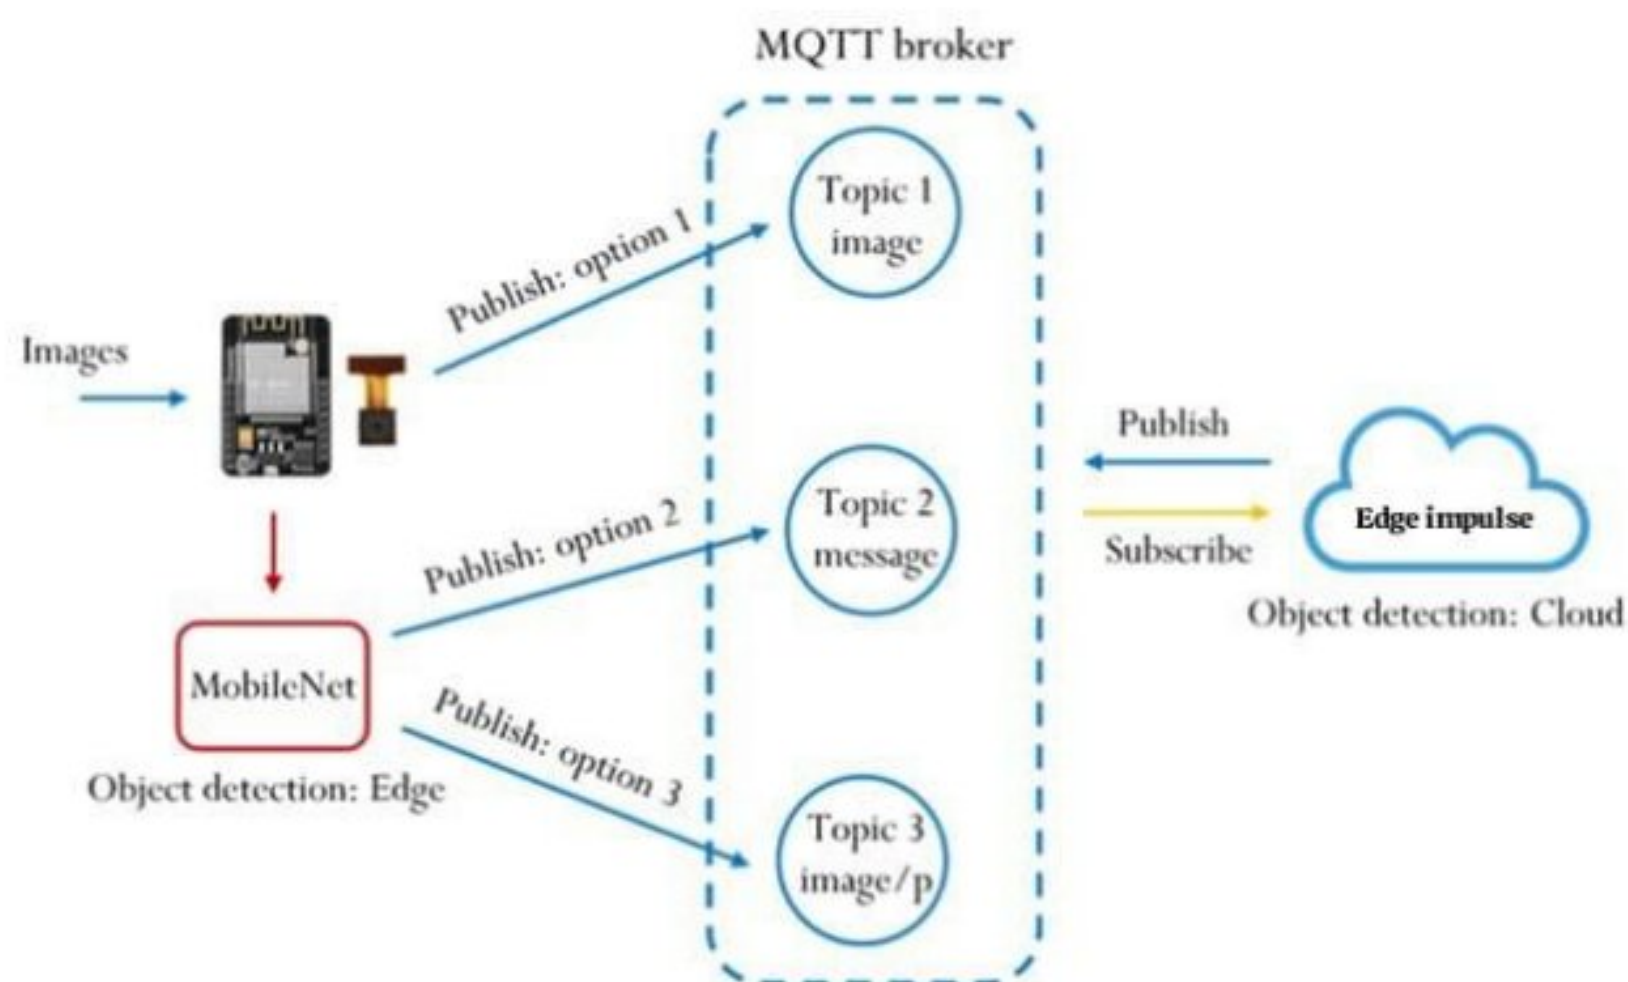 MQTT broker
Topic 1
image
Publish: option 1
Images
Publish
Edge impulse
Subscribe
Object detection: Cloud
Topic 2
message
Publish: option 2
MobileNet
Object detection: Edge
Publish: option 3
Topic 3
image/p